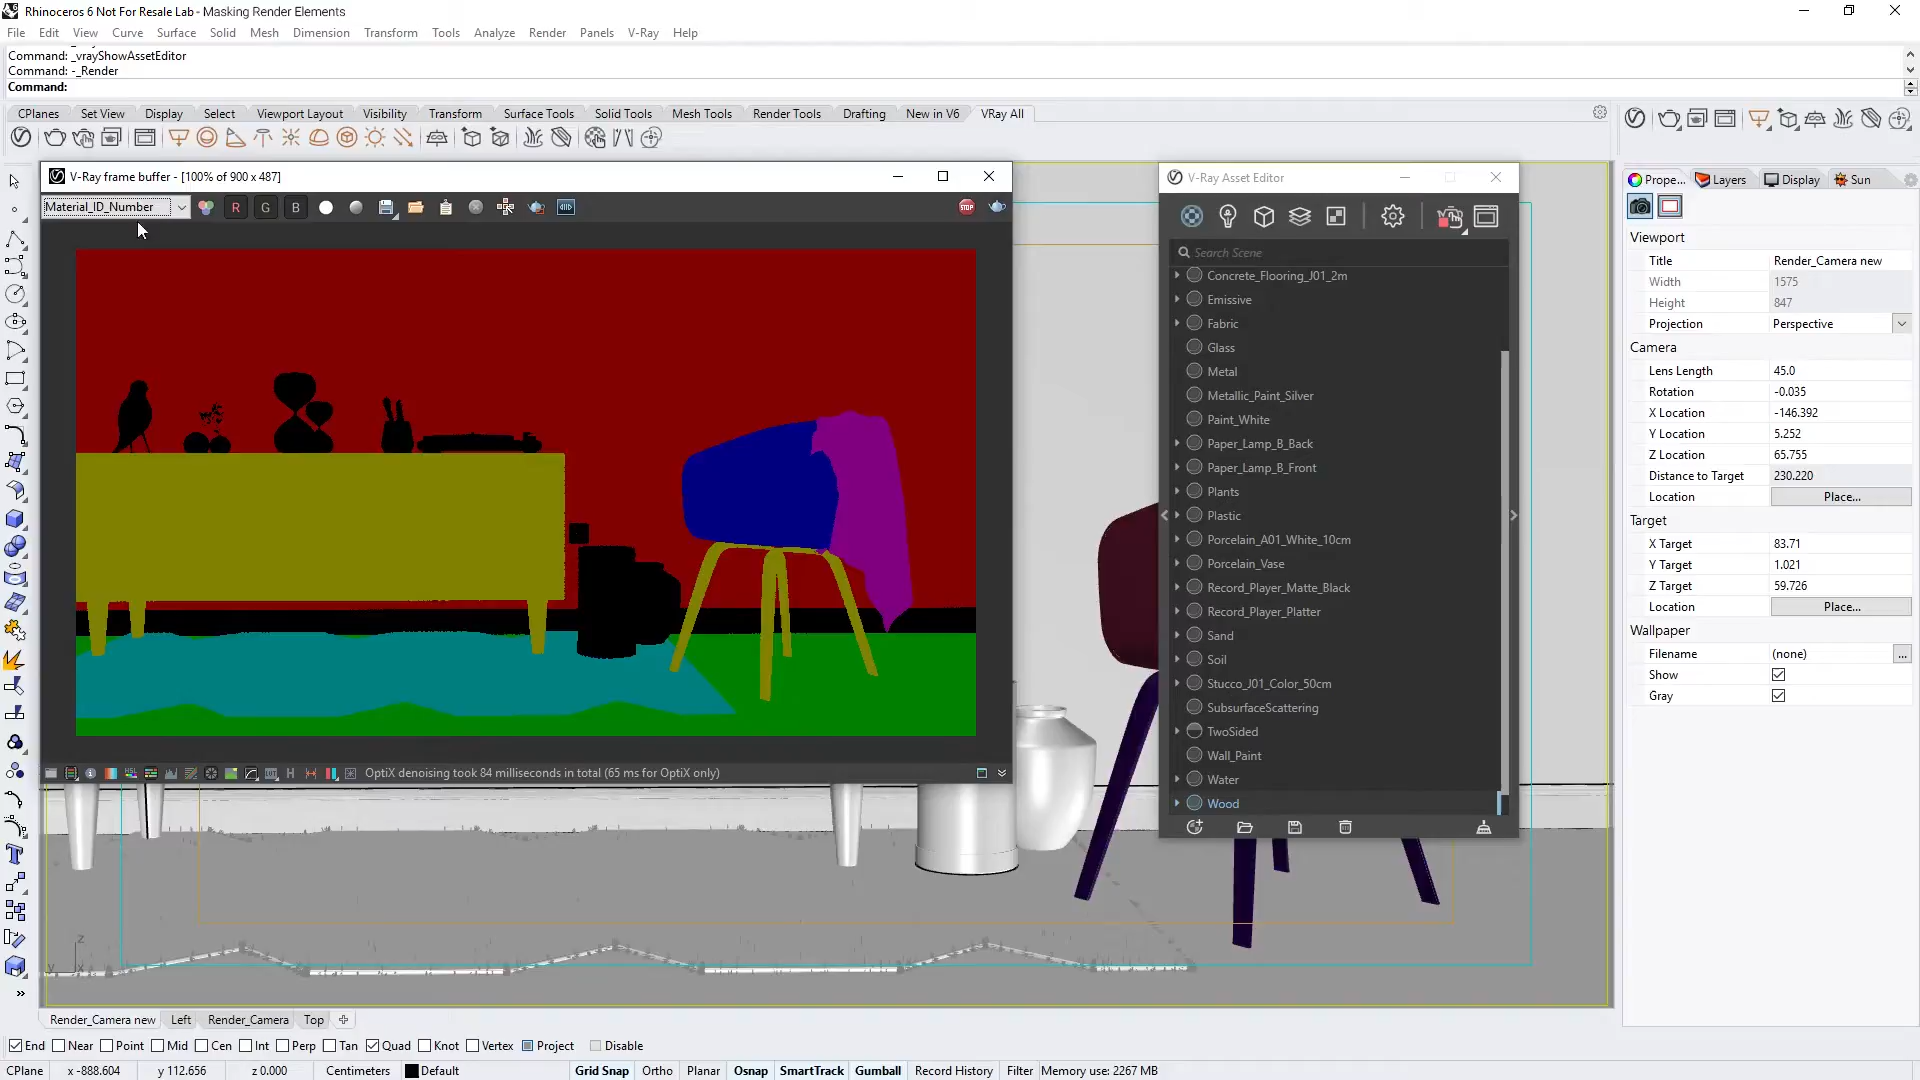 Rhinoceros 6 Not For Resale Lab - Masking Render Elements
File Edit View Curve Surface Solid Mesh Dimension Transform Tools Analyze Render Panels V-Ray Help
Command: _vrayShowAssetEditor
Command: -_Render
Command:
CPlanes Set View Display Select Viewport Layout Visibility Transform Surface Tools Solid Tools Mesh Tools Render Tools Drafting New in V6 VRay All
V-Ray frame buffer - [100% of 900 x 487]
Material_ID_Number R G B STOP
OptiX denoising took 84 milliseconds in total (65 ms for OptiX only)
V-Ray Asset Editor
Search Scene
Concrete_Flooring_J01_2m
Emissive
Fabric
Glass
Metal
Metallic_Paint_Silver
Paint_White
Paper_Lamp_B_Back
Paper_Lamp_B_Front
Plants
Plastic
Porcelain_A01_White_10cm
Porcelain_Vase
Record_Player_Matte_Black
Record_Player_Platter
Sand
Soil
Stucco_J01_Color_50cm
SubsurfaceScattering
TwoSided
Wall_Paint
Water
Wood
Prope... Layers Display Sun
Viewport
Title Render_Camera new
Width 1575
Height 847
Projection Perspective
Camera
Lens Length 45.0
Rotation -0.035
X Location -146.392
Y Location 5.252
Z Location 65.755
Distance to Target 230.220
Location Place...
Target
X Target 83.71
Y Target 1.021
Z Target 59.726
Location Place...
Wallpaper
Filename (none) ...
Show
Gray
z
y x
Render_Camera new Left Render_Camera Top
End Near Point Mid Cen Int Perp Tan Quad Knot Vertex Project Disable
CPlane x -888.604 y 112.656 z 0.000 Centimeters Default Grid Snap Ortho Planar Osnap SmartTrack Gumball Record History Filter Memory use: 2267 MB